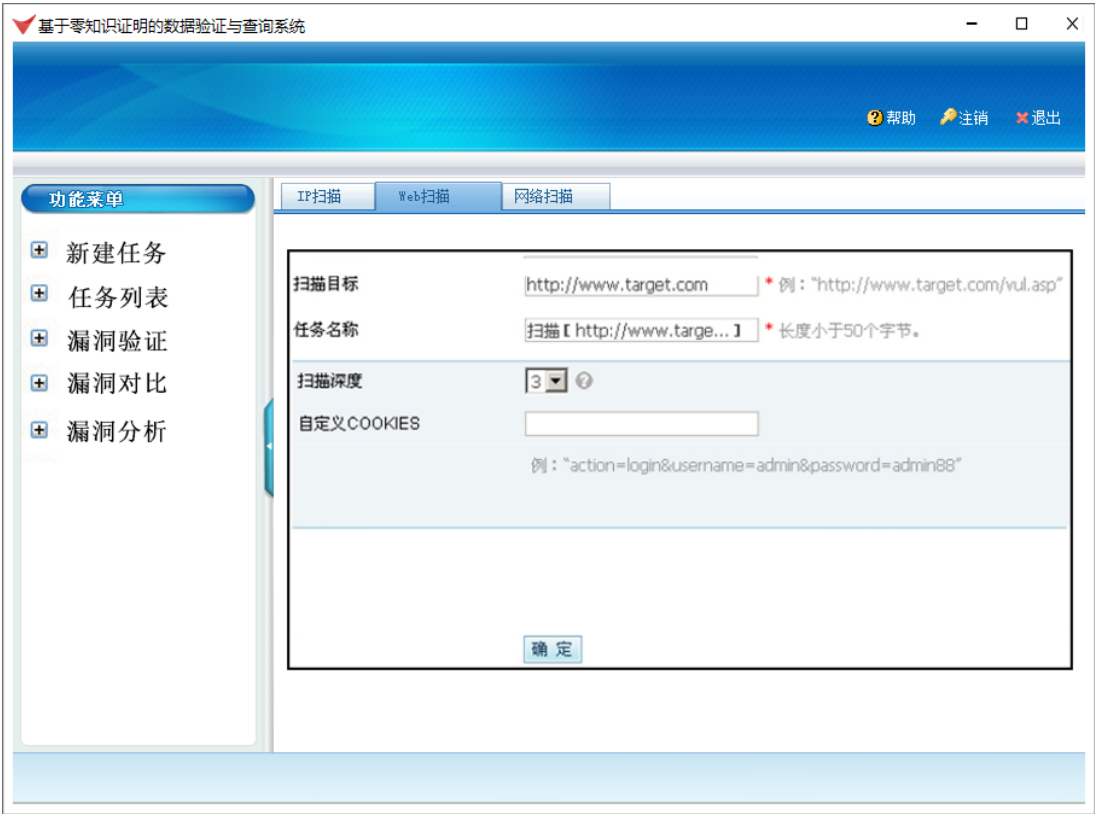 基于零知识证明的数据验证与查询系统
帮助 注销 退出
功能菜单
新建任务
任务列表
漏洞验证
漏洞对比
漏洞分析
IP扫描 Web扫描 网络扫描
扫描目标 http://www.target.com * 例："http://www.target.com/vul.asp"
任务名称 扫描【http://www.targe...】 * 长度小于50个字节。
扫描深度 3
自定义COOKIES
例："action=login&username=admin&password=admin88"
确 定